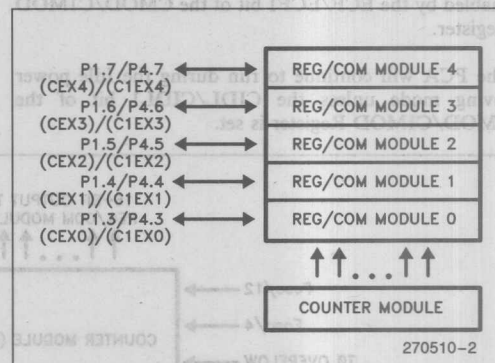 P1.7/P4.7 REG/COM MODULE 4
(CEX4)/(C1EX4)
P1.6/P4.6 REG/COM MODULE 3
(CEX3)/(C1EX3)
P1.5/P4.5 REG/COM MODULE 2
(CEX2)/(C1EX2)
P1.4/P4.4 REG/COM MODULE 1
(CEX1)/(C1EX1)
P1.3/P4.3 REG/COM MODULE 0
(CEX0)/(C1EX0)
...
COUNTER MODULE
270510-2